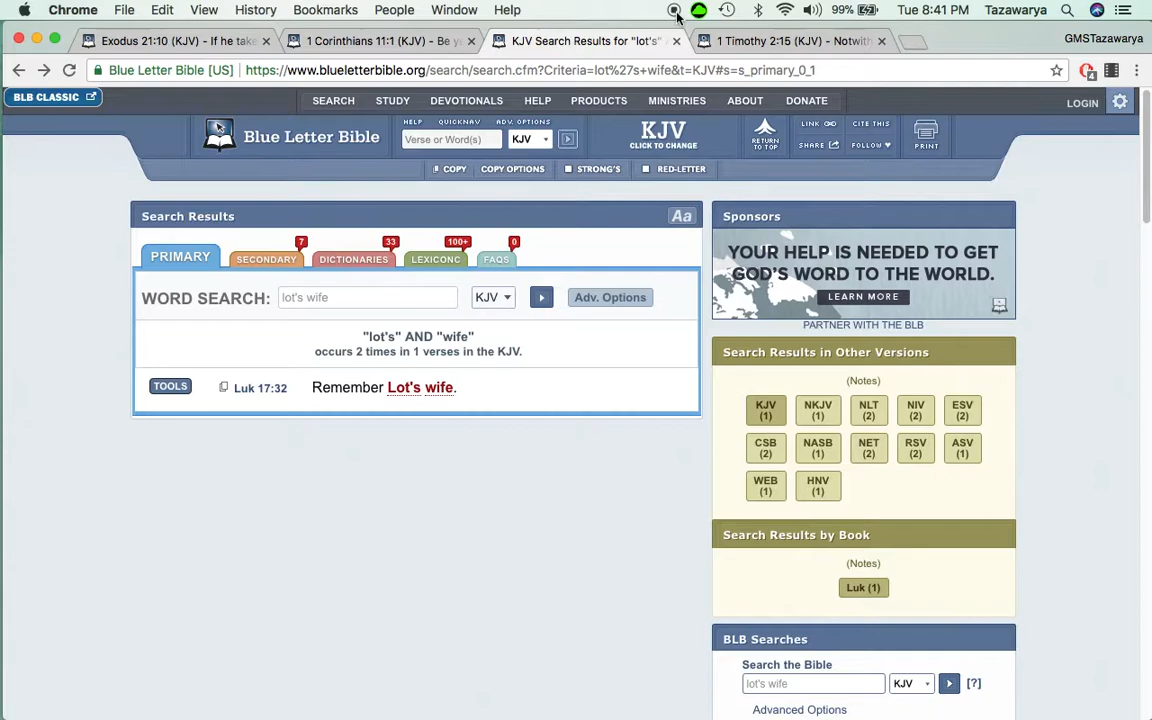 Chrome File Edit View History Bookmarks People Window Help 99% Tue 8:41 PM Tazawarya
Exodus 21:10 (KJV) - If he take
1 Corinthians 11:1 (KJV) - Be y
KJV Search Results for "lot's"
1 Timothy 2:15 (KJV) - Notwith
GMSTazawarya
Blue Letter Bible [US] https://www.blueletterbible.org/search/search.cfm?Criteria=lot%27s+wife&t=KJV#s=s_primary_0_1
4
BLB CLASSIC
SEARCH STUDY DEVOTIONALS HELP PRODUCTS MINISTRIES ABOUT DONATE
LOGIN
Blue Letter Bible
HELP QUICKNAV ADV. OPTIONS
Verse or Word(s) KJV
KJV
CLICK TO CHANGE
RETURN
TO TOP
LINK CITE THIS
SHARE FOLLOW
PRINT
COPY COPY OPTIONS STRONG'S RED-LETTER
Search Results Aa
PRIMARY
SECONDARY 7
DICTIONARIES 33
LEXICONC 100+
FAQS 0
WORD SEARCH: lot's wife KJV Adv. Options
"lot's" AND "wife"
occurs 2 times in 1 verses in the KJV.
TOOLS Luk 17:32 Remember Lot's wife.
Sponsors
YOUR HELP IS NEEDED TO GET
GOD'S WORD TO THE WORLD.
LEARN MORE
PARTNER WITH THE BLB
Search Results in Other Versions
(Notes)
KJV NKJV NLT NIV ESV
(1) (1) (2) (2) (2)
CSB NASB NET RSV ASV
(2) (1) (2) (2) (1)
WEB HNV
(1) (1)
Search Results by Book
(Notes)
Luk (1)
BLB Searches
Search the Bible
lot's wife KJV [?]
Advanced Options